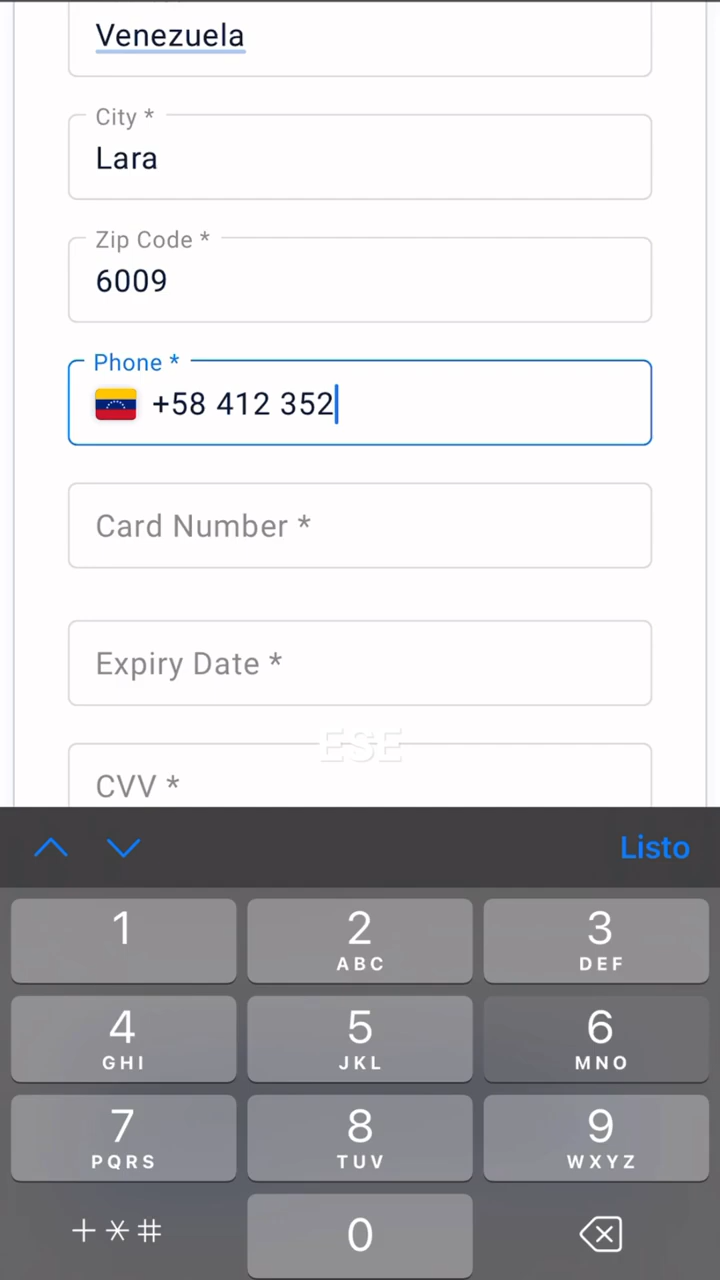 Venezuela
City *
Lara
Zip Code *
6009
Phone *
+58 412 352
Card Number *
Expiry Date *
ESE
CVV *
Listo
1
2
ABC
3
DEF
4
GHI
5
JKL
6
MNO
7
PQRS
8
TUV
9
WXYZ
+*#
0